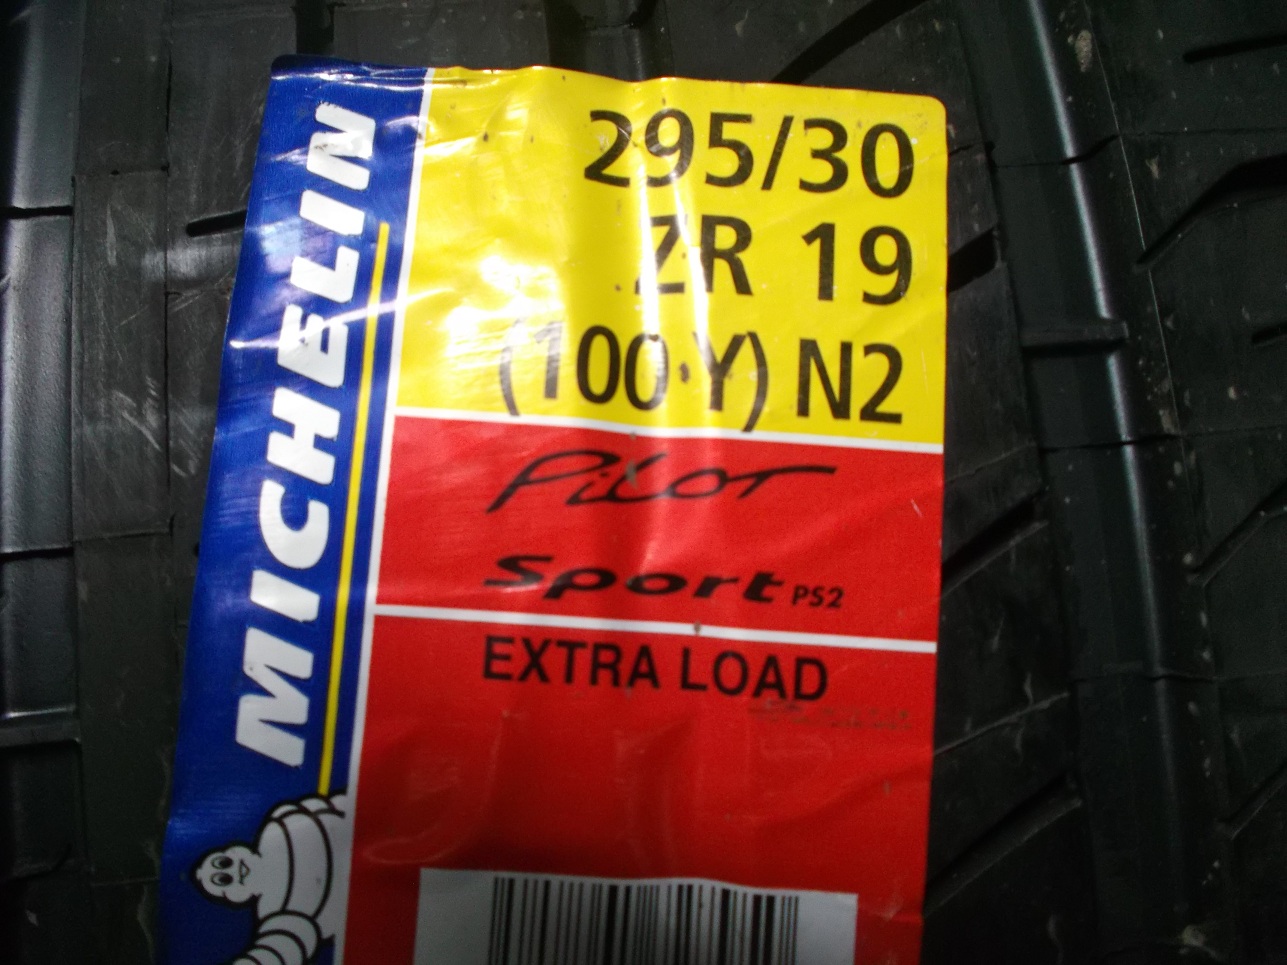 MICHELIN
295/30
ZR 19
(100 Y) N2
PILOT
Sport PS2
EXTRA LOAD